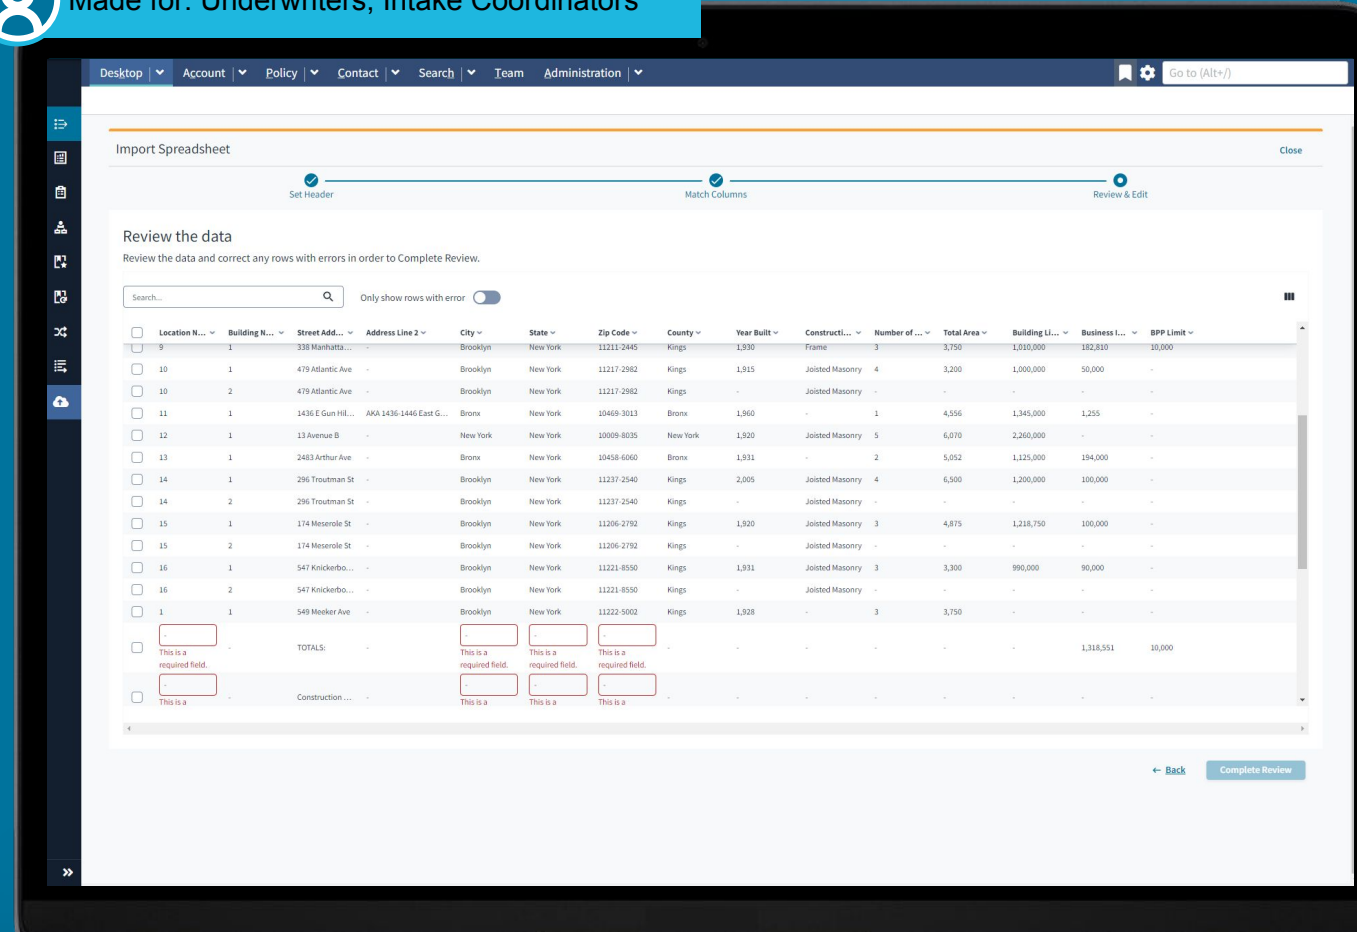 Made for: Underwriters, Intake Coordinators
Desktop Account Policy Contact Search Team Administration Go to (Alt+/)
Import Spreadsheet Close
Set Header Match Columns Review & Edit
Review the data
Review the data and correct any rows with errors in order to Complete Review.
Search... Only show rows with error
Location N... Building N... Street Add... Address Line 2 City State Zip Code County Year Built Constructi... Number of ... Total Area Building Li... Business I... BPP Limit
9 1 338 Manhatta... - Brooklyn New York 11211-2445 Kings 1,930 Frame 3 3,750 1,010,000 182,810 10,000
10 1 479 Atlantic Ave - Brooklyn New York 11217-2982 Kings 1,915 Joisted Masonry 4 3,200 1,000,000 50,000 -
10 2 479 Atlantic Ave - Brooklyn New York 11217-2982 Kings - Joisted Masonry - - - - -
11 1 1436 E Gun Hil... AKA 1436-1446 East G... Bronx New York 10469-3013 Bronx 1,960 - 1 4,556 1,345,000 1,255 -
12 1 13 Avenue B - New York New York 10009-8035 New York 1,920 Joisted Masonry 5 6,070 2,260,000 - -
13 1 2483 Arthur Ave - Bronx New York 10458-6060 Bronx 1,931 - 2 5,052 1,125,000 194,000 -
14 1 296 Troutman St - Brooklyn New York 11237-2540 Kings 2,005 Joisted Masonry 4 6,500 1,200,000 100,000 -
14 2 296 Troutman St - Brooklyn New York 11237-2540 Kings - Joisted Masonry - - - - -
15 1 174 Meserole St - Brooklyn New York 11206-2792 Kings 1,920 Joisted Masonry 3 4,875 1,218,750 100,000 -
15 2 174 Meserole St - Brooklyn New York 11206-2792 Kings - Joisted Masonry - - - - -
16 1 547 Knickerbo... - Brooklyn New York 11221-8550 Kings 1,931 Joisted Masonry 3 3,300 990,000 90,000 -
16 2 547 Knickerbo... - Brooklyn New York 11221-8550 Kings - Joisted Masonry - - - - -
1 1 549 Meeker Ave - Brooklyn New York 11222-5002 Kings 1,928 - 3 3,750 - - -
- - TOTALS: - - - - - - - - - - 1,318,551 10,000
This is a This is a This is a This is a
required field. required field. required field. required field.
- - Construction ... - - - - - - - - - - - -
This is a This is a This is a This is a
← Back Complete Review